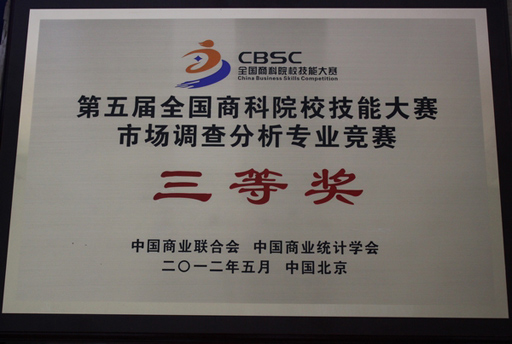 CBSC
全国商科院校技能大赛
China Business Skills Competition
第五届全国商科院校技能大赛
市场调查分析专业竞赛
三等奖
中国商业联合会 中国商业统计学会
二〇一二年五月 中国北京